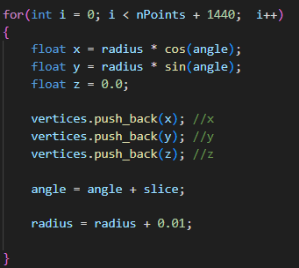 for(int i = 0; i < nPoints + 1440; i++)
{
float x = radius * cos(angle);
float y = radius * sin(angle);
float z = 0.0;
vertices.push_back(x); //x
vertices.push_back(y); //y
vertices.push_back(z); //z
angle = angle + slice;
radius = radius + 0.01;
}